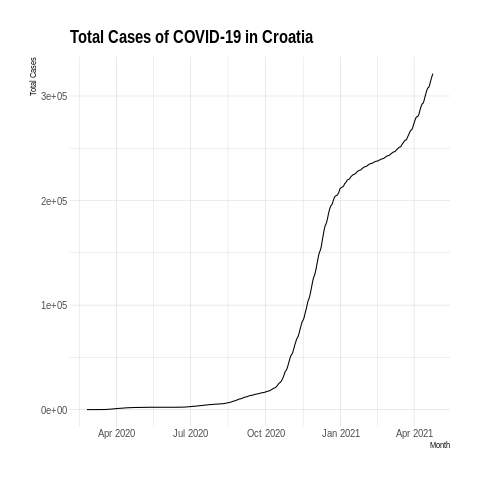 Total Cases of COVID-19 in Croatia
Total Cases
3e+05
2e+05
1e+05
0e+00
Apr 2020 Jul 2020 Oct 2020 Jan 2021 Apr 2021
Month